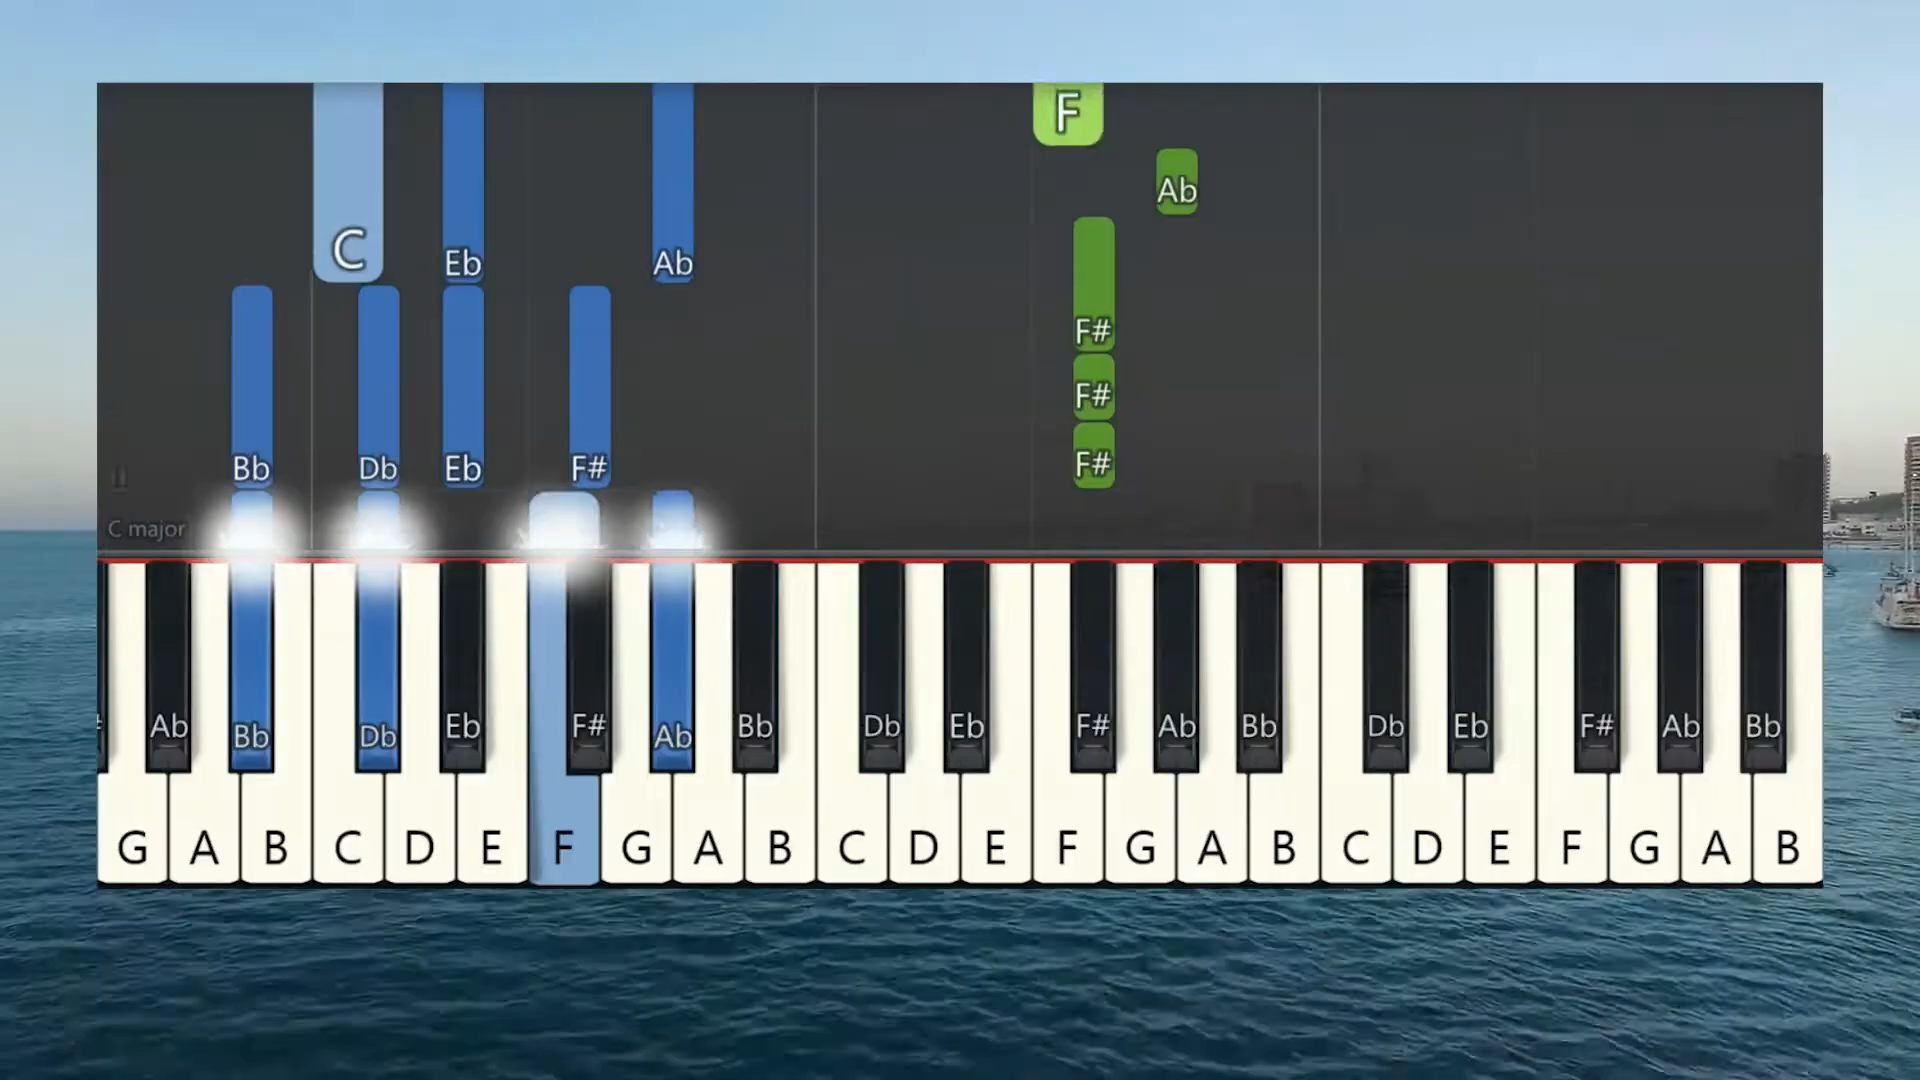 F
Ab
C Eb Ab
F#
F#
Bb Db Eb F# F#
C major
# Ab Bb Db Eb F# Ab Bb Db Eb F# Ab Bb Db Eb F# Ab Bb
G A B C D E F G A B C D E F G A B C D E F G A B